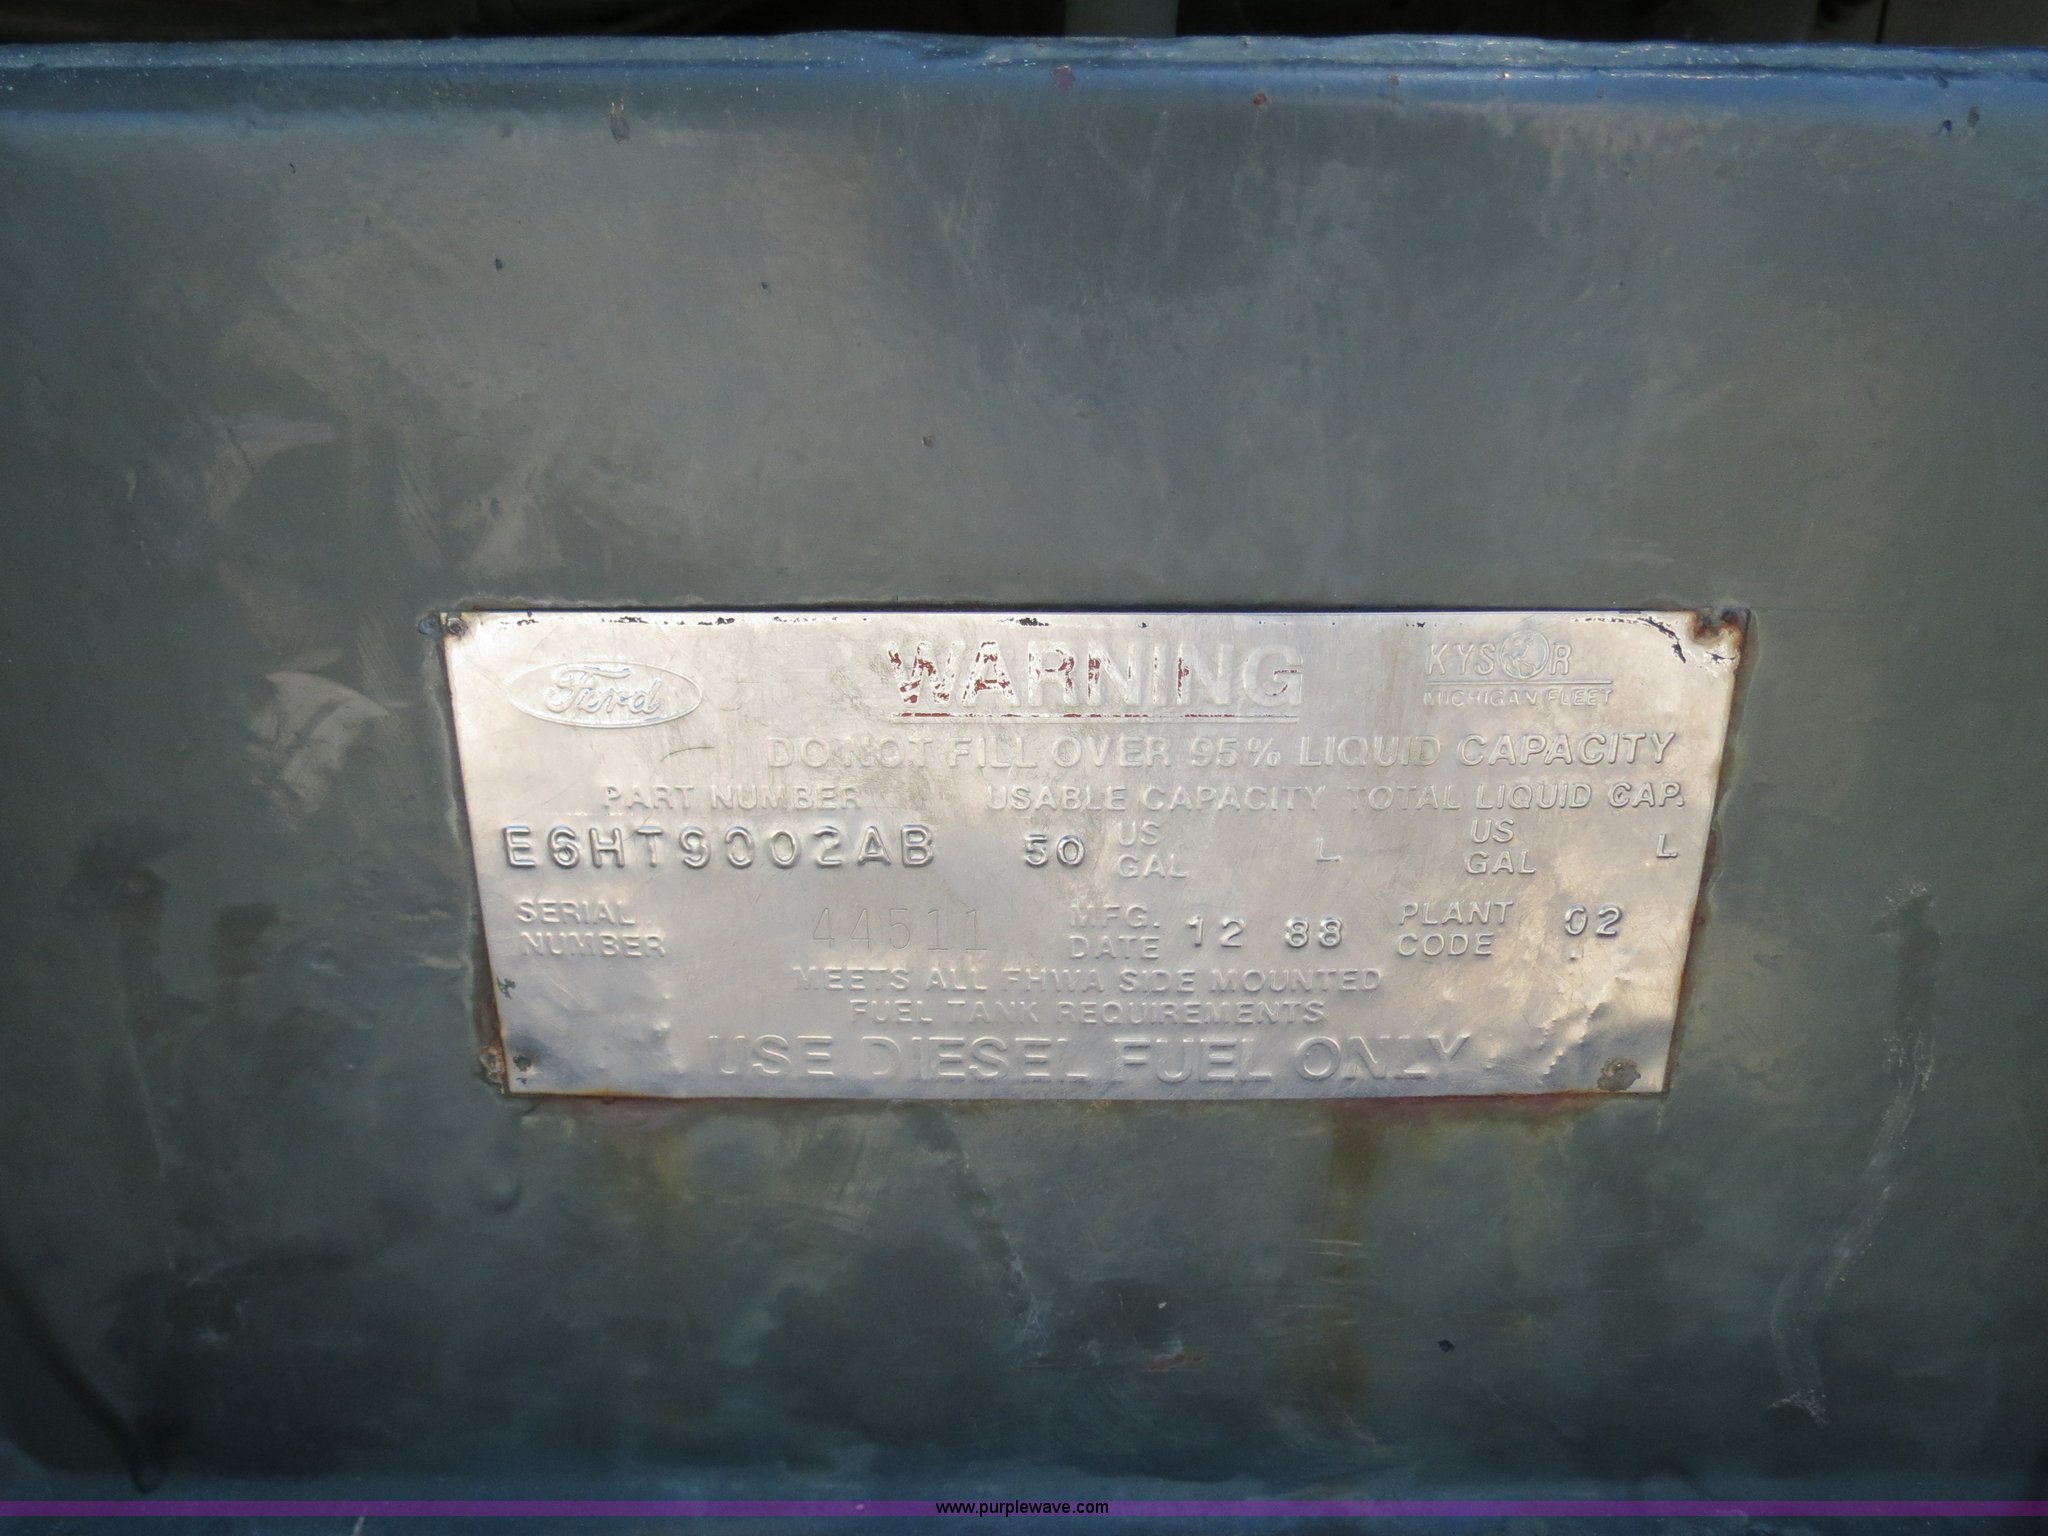 Ford WARNING KYSOR
MICHIGAN FLEET
DO NOT FILL OVER 95% LIQUID CAPACITY
PART NUMBER USABLE CAPACITY TOTAL LIQUID CAP.
E6HT9002AB 50 US GAL L US GAL L
SERIAL NUMBER 44511 MFG. DATE 12 88 PLANT CODE 02
MEETS ALL FHWA SIDE MOUNTED
FUEL TANK REQUIREMENTS
USE DIESEL FUEL ONLY
www.purplewave.com